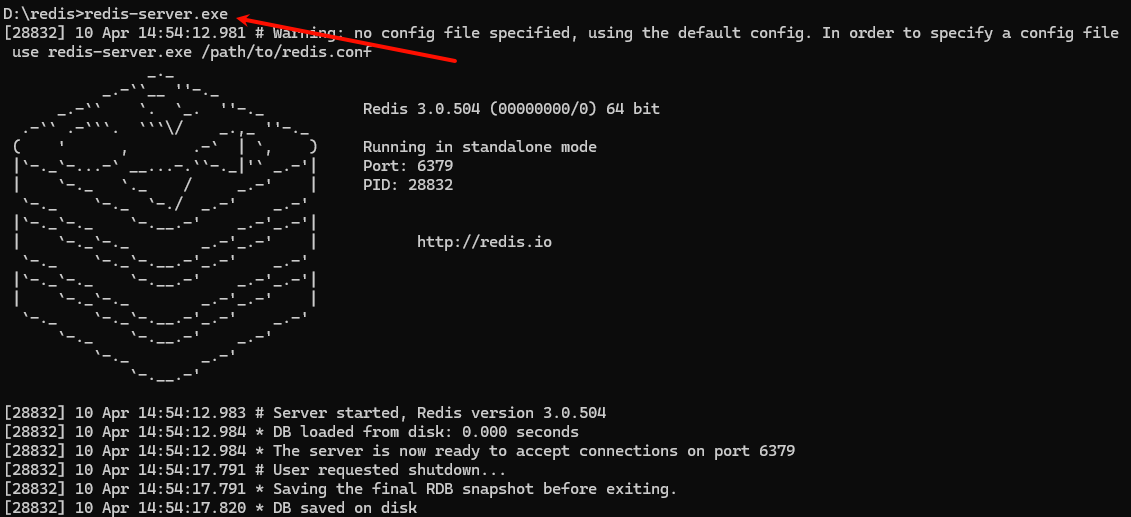 D:\redis>redis-server.exe
[28832] 10 Apr 14:54:12.981 # Warning: no config file specified, using the default config. In order to specify a config file
use redis-server.exe /path/to/redis.conf
Redis 3.0.504 (00000000/0) 64 bit
Running in standalone mode
Port: 6379
PID: 28832
http://redis.io
[28832] 10 Apr 14:54:12.983 # Server started, Redis version 3.0.504
[28832] 10 Apr 14:54:12.984 * DB loaded from disk: 0.000 seconds
[28832] 10 Apr 14:54:12.984 * The server is now ready to accept connections on port 6379
[28832] 10 Apr 14:54:17.791 # User requested shutdown...
[28832] 10 Apr 14:54:17.791 * Saving the final RDB snapshot before exiting.
[28832] 10 Apr 14:54:17.820 * DB saved on disk